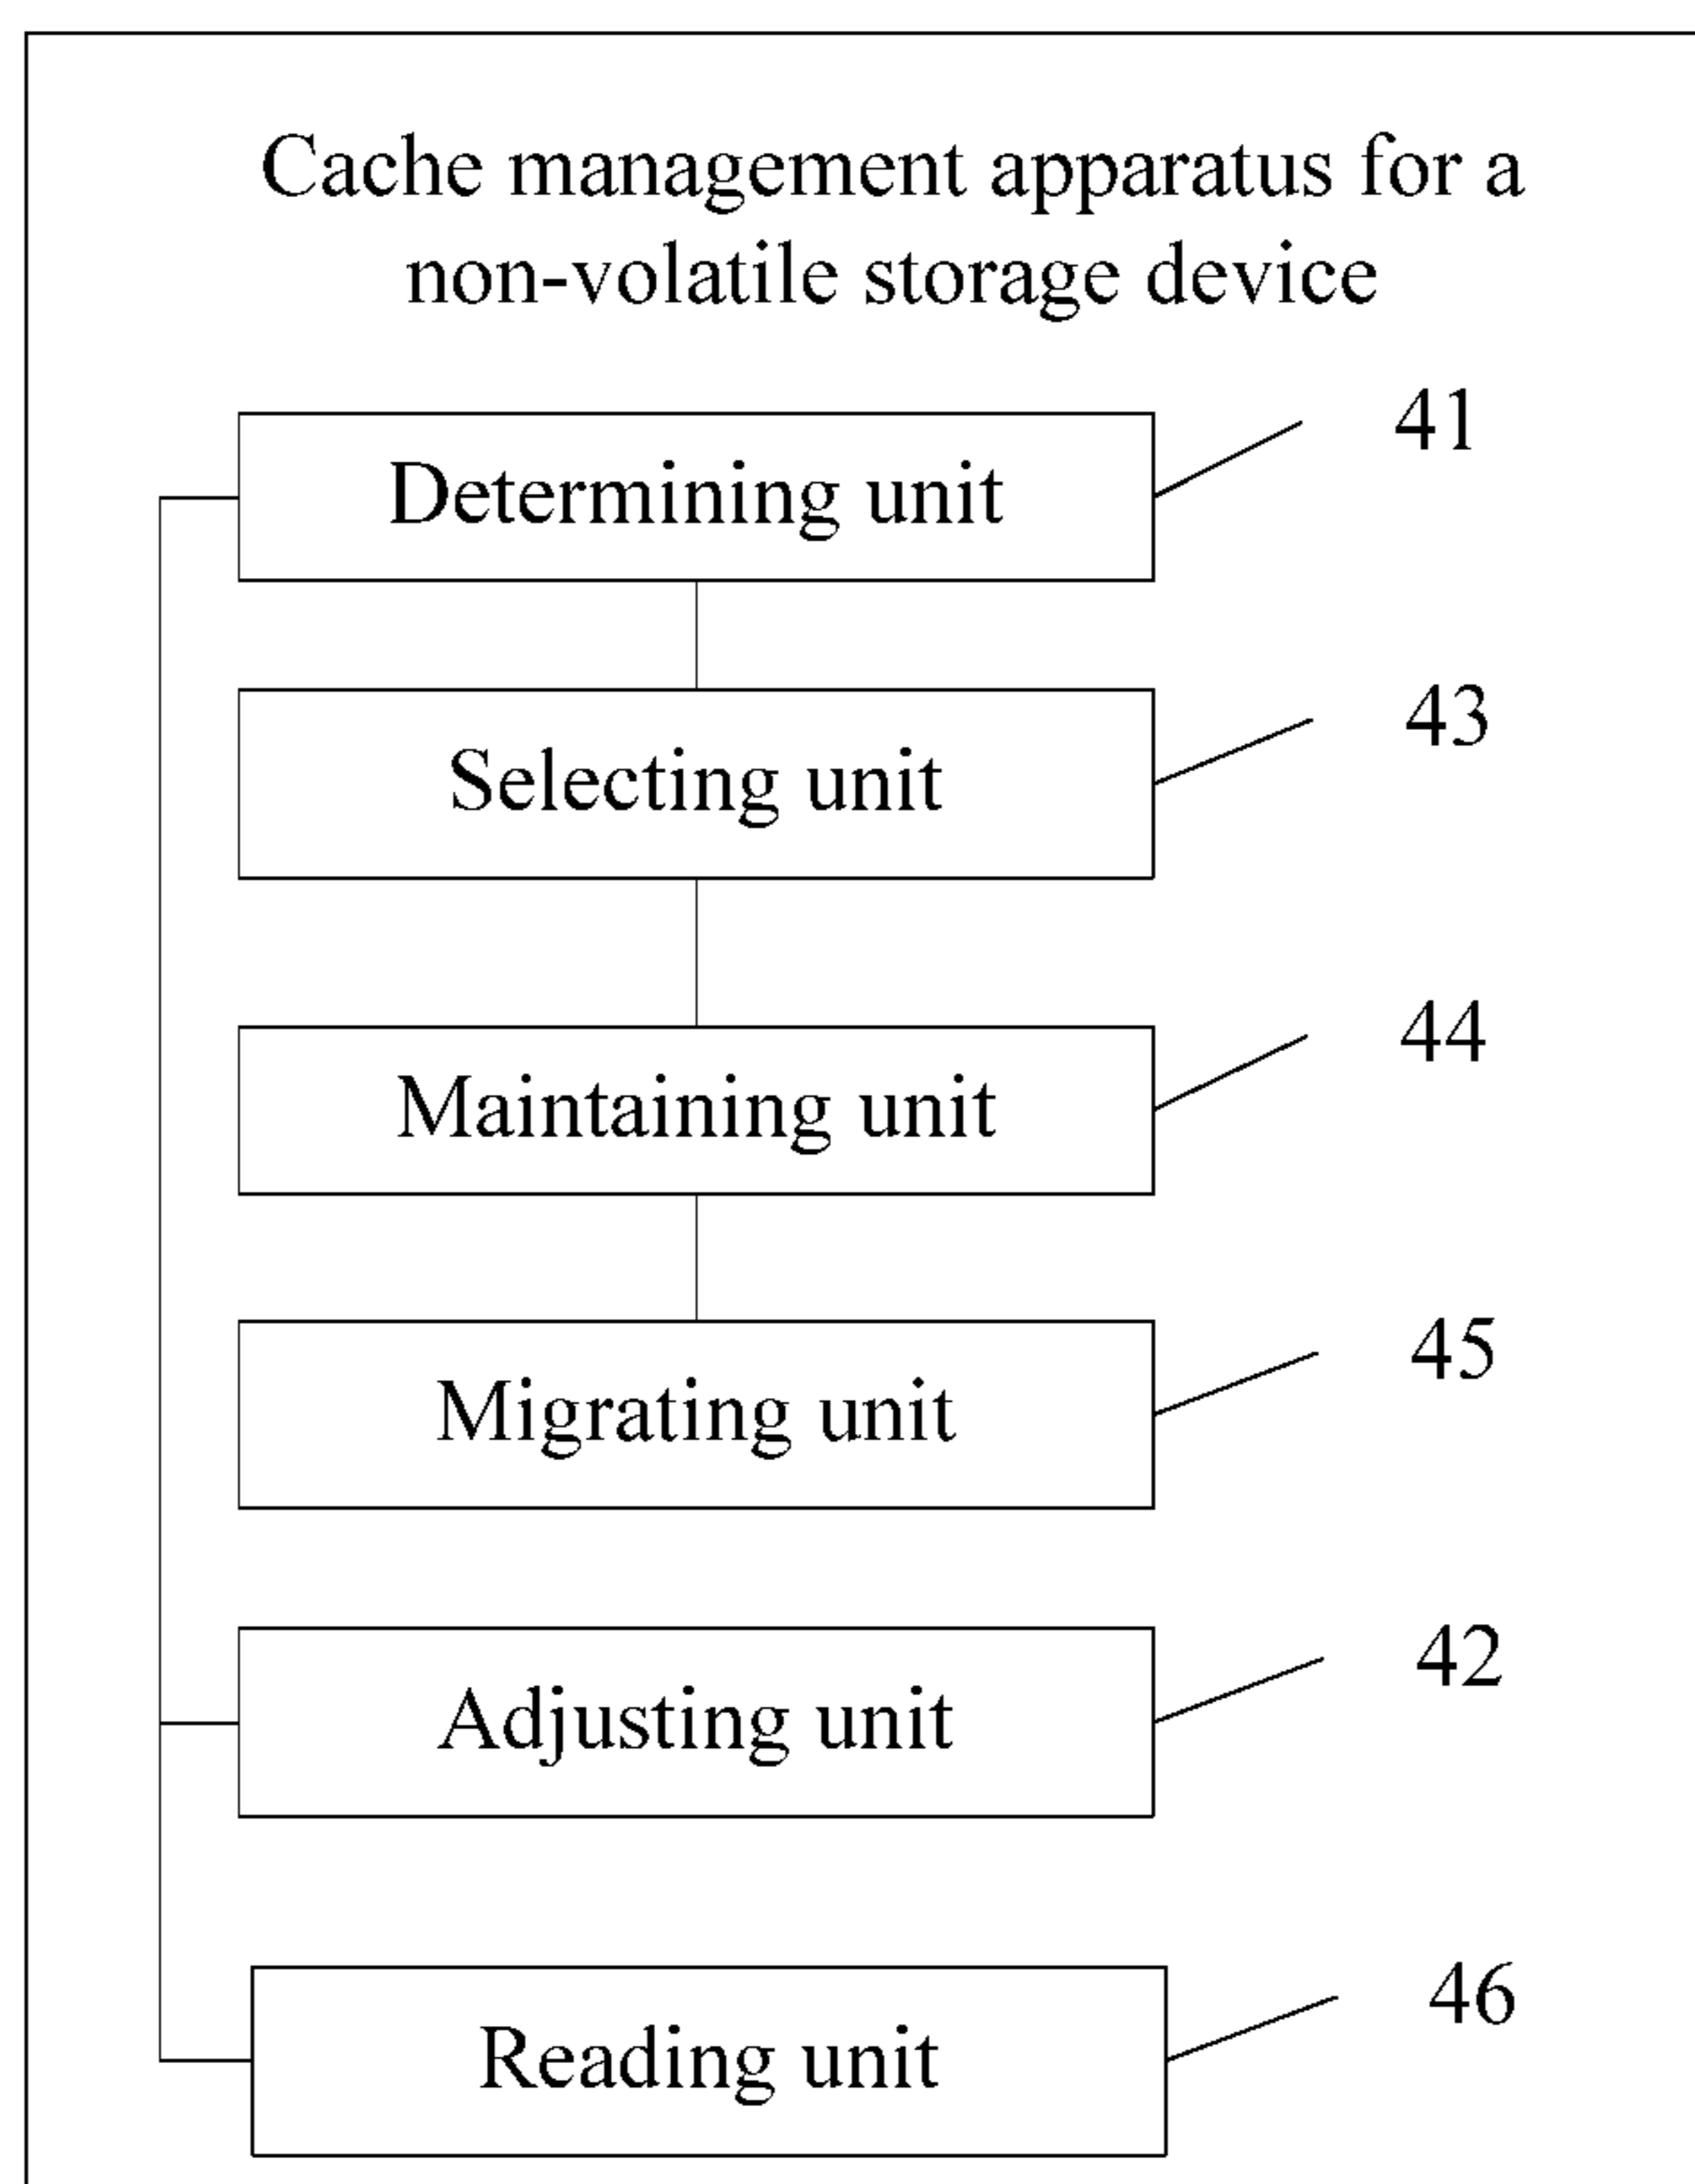 Cache management apparatus for a
non-volatile storage device
Determining unit
41
Selecting unit
43
Maintaining unit
44
Migrating unit
45
Adjusting unit
42
Reading unit
46